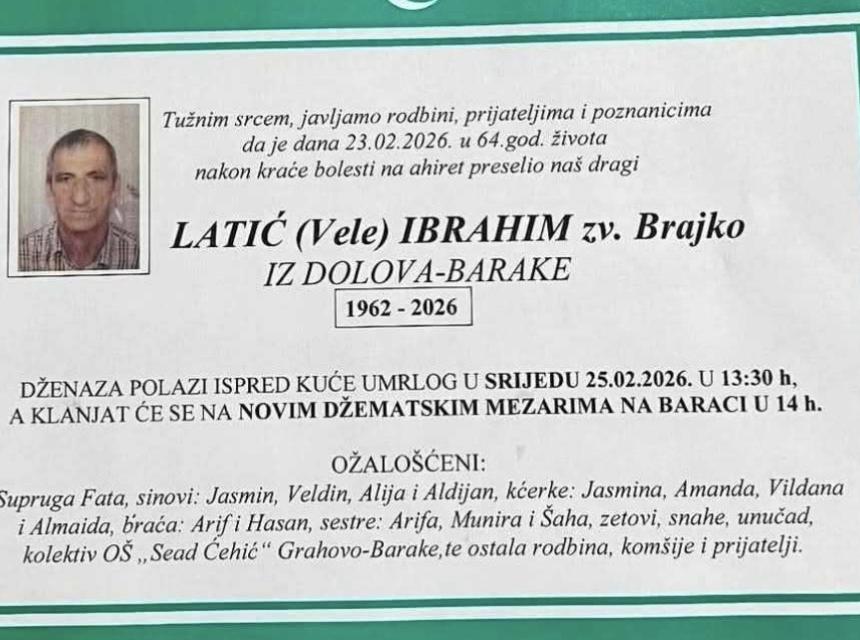 Tužnim srcem, javljamo rodbini, prijateljima i poznanicima
da je dana 23.02.2026. u 64.god. života
nakon kraće bolesti na ahiret preselio naš dragi
LATIĆ (Vele) IBRAHIM zv. Brajko
IZ DOLOVA-BARAKE
1962 - 2026
DŽENAZA POLAZI ISPRED KUĆE UMRLOG U SRIJEDU 25.02.2026. U 13:30 h,
A KLANJAT ĆE SE NA NOVIM DŽEMATSKIM MEZARIMA NA BARACI U 14 h.
OŽALOŠĆENI:
Supruga Fata, sinovi: Jasmin, Veldin, Alija i Aldijan, kćerke: Jasmina, Amanda, Vildana
i Almaida, braća: Arif i Hasan, sestre: Arifa, Munira i Šaha, zetovi, snahe, unučad,
kolektiv OŠ „Sead Ćehić“ Grahovo-Barake,te ostala rodbina, komšije i prijatelji.